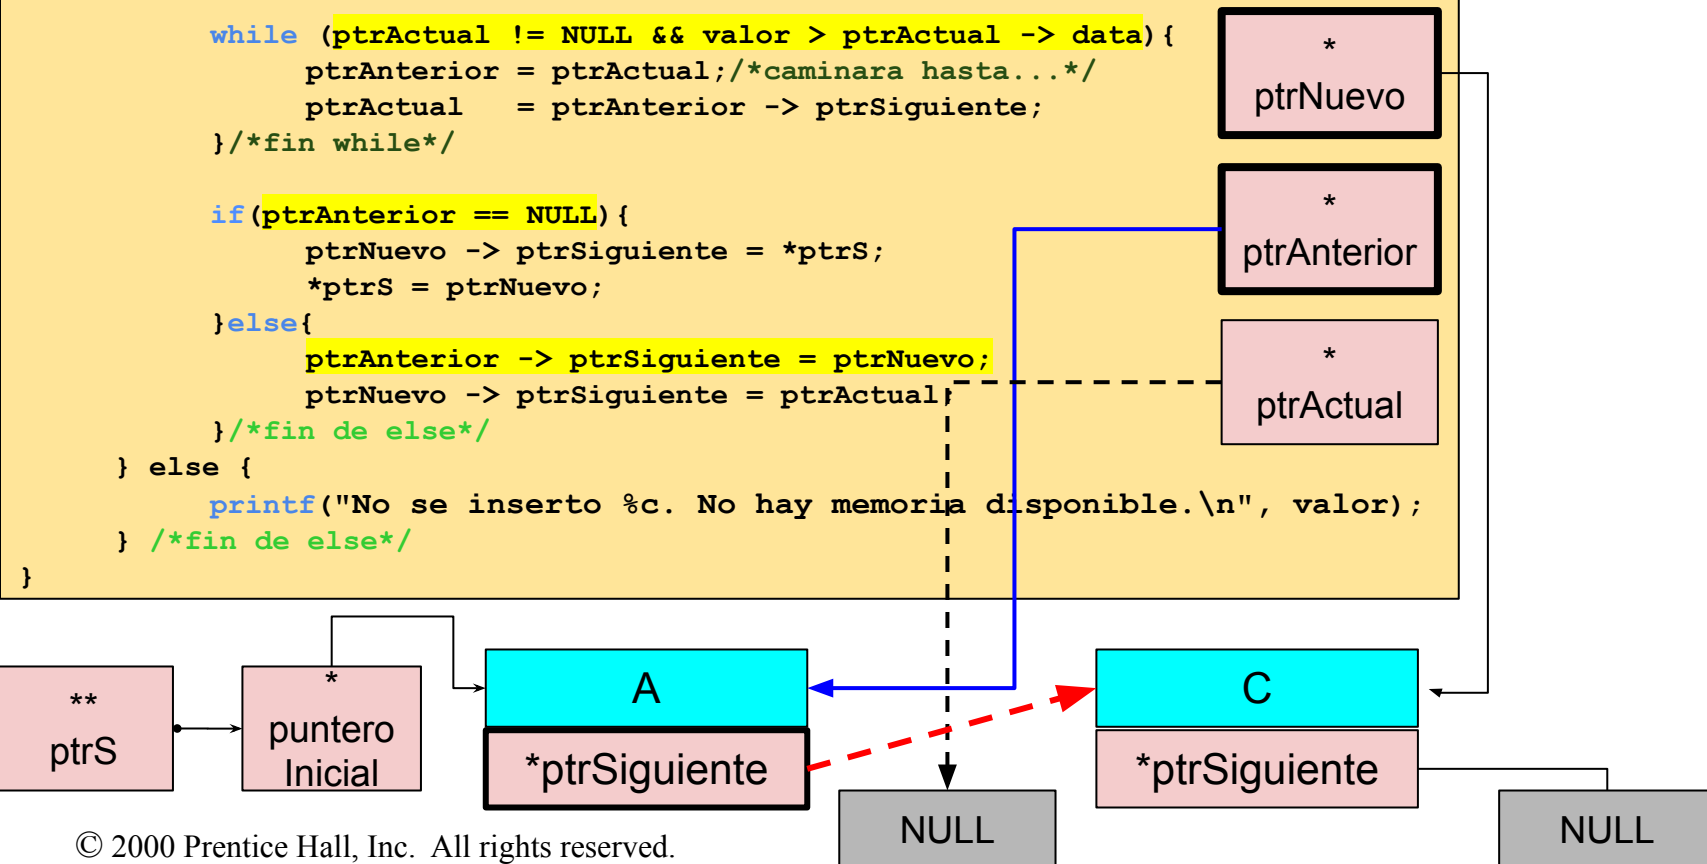 while (ptrActual != NULL && valor > ptrActual -> data){
ptrAnterior = ptrActual;/*caminara hasta...*/
ptrActual   = ptrAnterior -> ptrSiguiente;
}/*fin while*/
if(ptrAnterior == NULL){
ptrNuevo -> ptrSiguiente = *ptrS;
*ptrS = ptrNuevo;
}else{
ptrAnterior -> ptrSiguiente = ptrNuevo;
ptrNuevo -> ptrSiguiente = ptrActual;
}/*fin de else*/
} else {
printf("No se inserto %c. No hay memoria disponible.\n", valor);
} /*fin de else*/
}
*
ptrNuevo
*
ptrAnterior
*
ptrActual
**
ptrS
*
puntero
Inicial
A
*ptrSiguiente
NULL
C
*ptrSiguiente
NULL
© 2000 Prentice Hall, Inc.  All rights reserved.